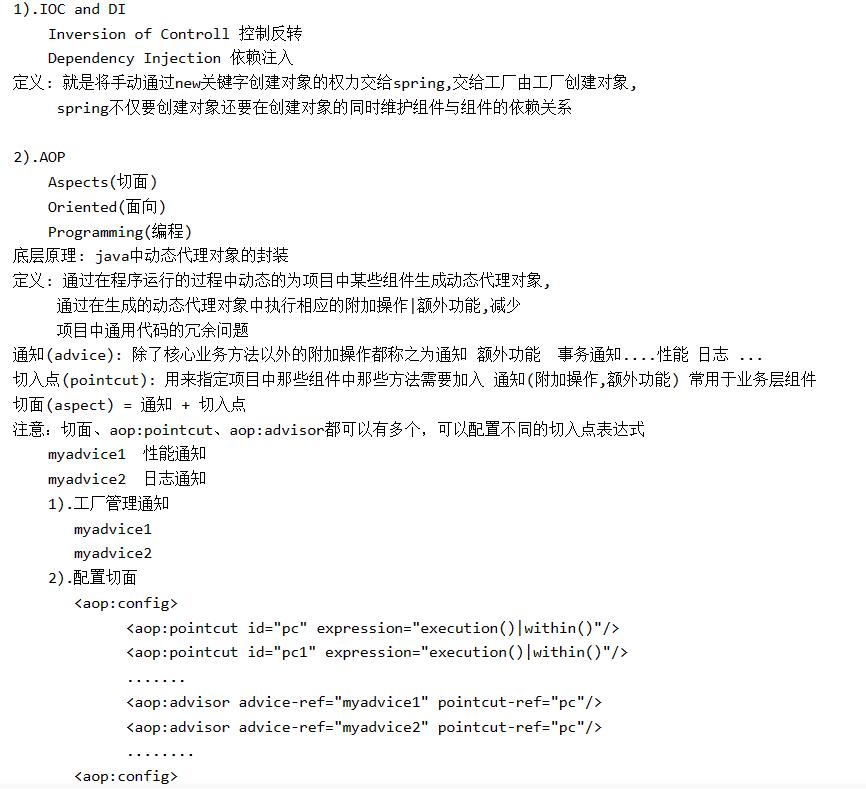 1).IOC and DI
Inversion of Controll 控制反转
Dependency Injection 依赖注入
定义：就是将手动通过new关键字创建对象的权力交给spring,交给工厂由工厂创建对象,
spring不仅要创建对象还要在创建对象的同时维护组件与组件的依赖关系
2).AOP
Aspects(切面)
Oriented(面向)
Programming(编程)
底层原理：java中动态代理对象的封装
定义：通过在程序运行的过程中动态的为项目中某些组件生成动态代理对象,
通过在生成的动态代理对象中执行相应的附加操作|额外功能,减少
项目中通用代码的冗余问题
通知(advice)：除了核心业务方法以外的附加操作都称之为通知 额外功能  事务通知....性能 日志 ...
切入点(pointcut)：用来指定项目中那些组件中那些方法需要加入 通知(附加操作,额外功能) 常用于业务层组件
切面(aspect) = 通知 + 切入点
注意：切面、aop:pointcut、aop:advisor都可以有多个，可以配置不同的切入点表达式
myadvice1  性能通知
myadvice2  日志通知
1).工厂管理通知
myadvice1
myadvice2
2).配置切面
<aop:config>
<aop:pointcut id="pc" expression="execution()|within()"/>
<aop:pointcut id="pc1" expression="execution()|within()"/>
.......
<aop:advisor advice-ref="myadvice1" pointcut-ref="pc"/>
<aop:advisor advice-ref="myadvice2" pointcut-ref="pc"/>
........
<aop:config>